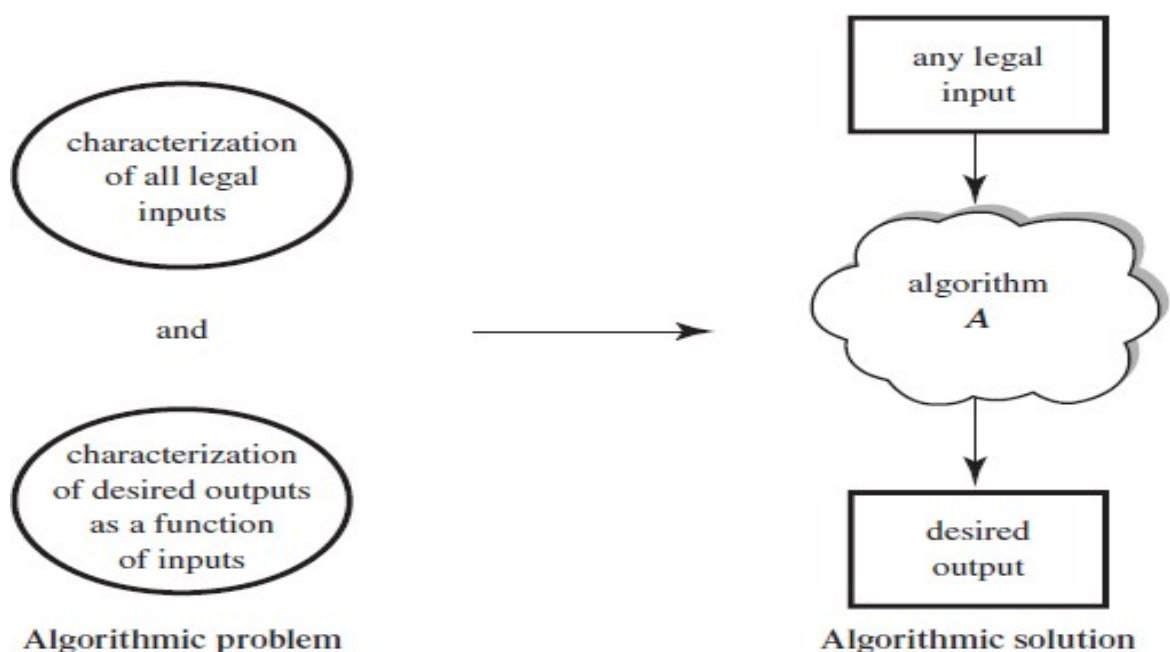 characterization
of all legal
inputs
and
characterization
of desired outputs
as a function
of inputs
Algorithmic problem
any legal
input
algorithm
A
desired
output
Algorithmic solution